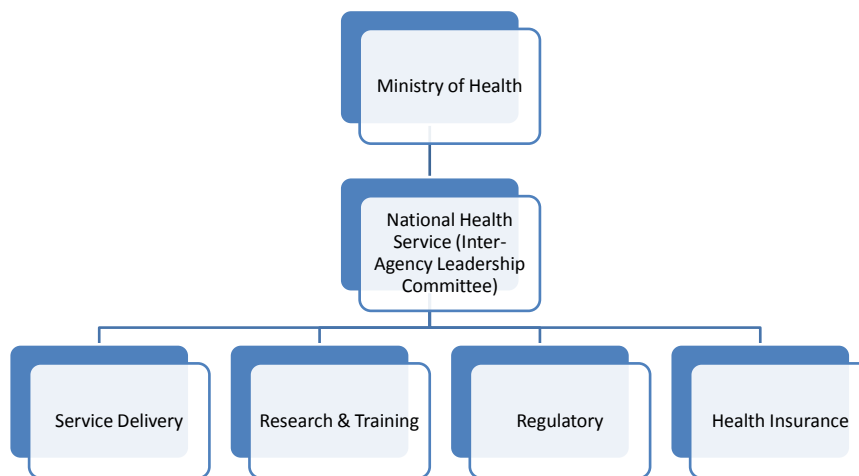 Ministry of Health
National Health
Service (Inter-
Agency Leadership
Committee)
Service Delivery
Research & Training
Regulatory
Health Insurance